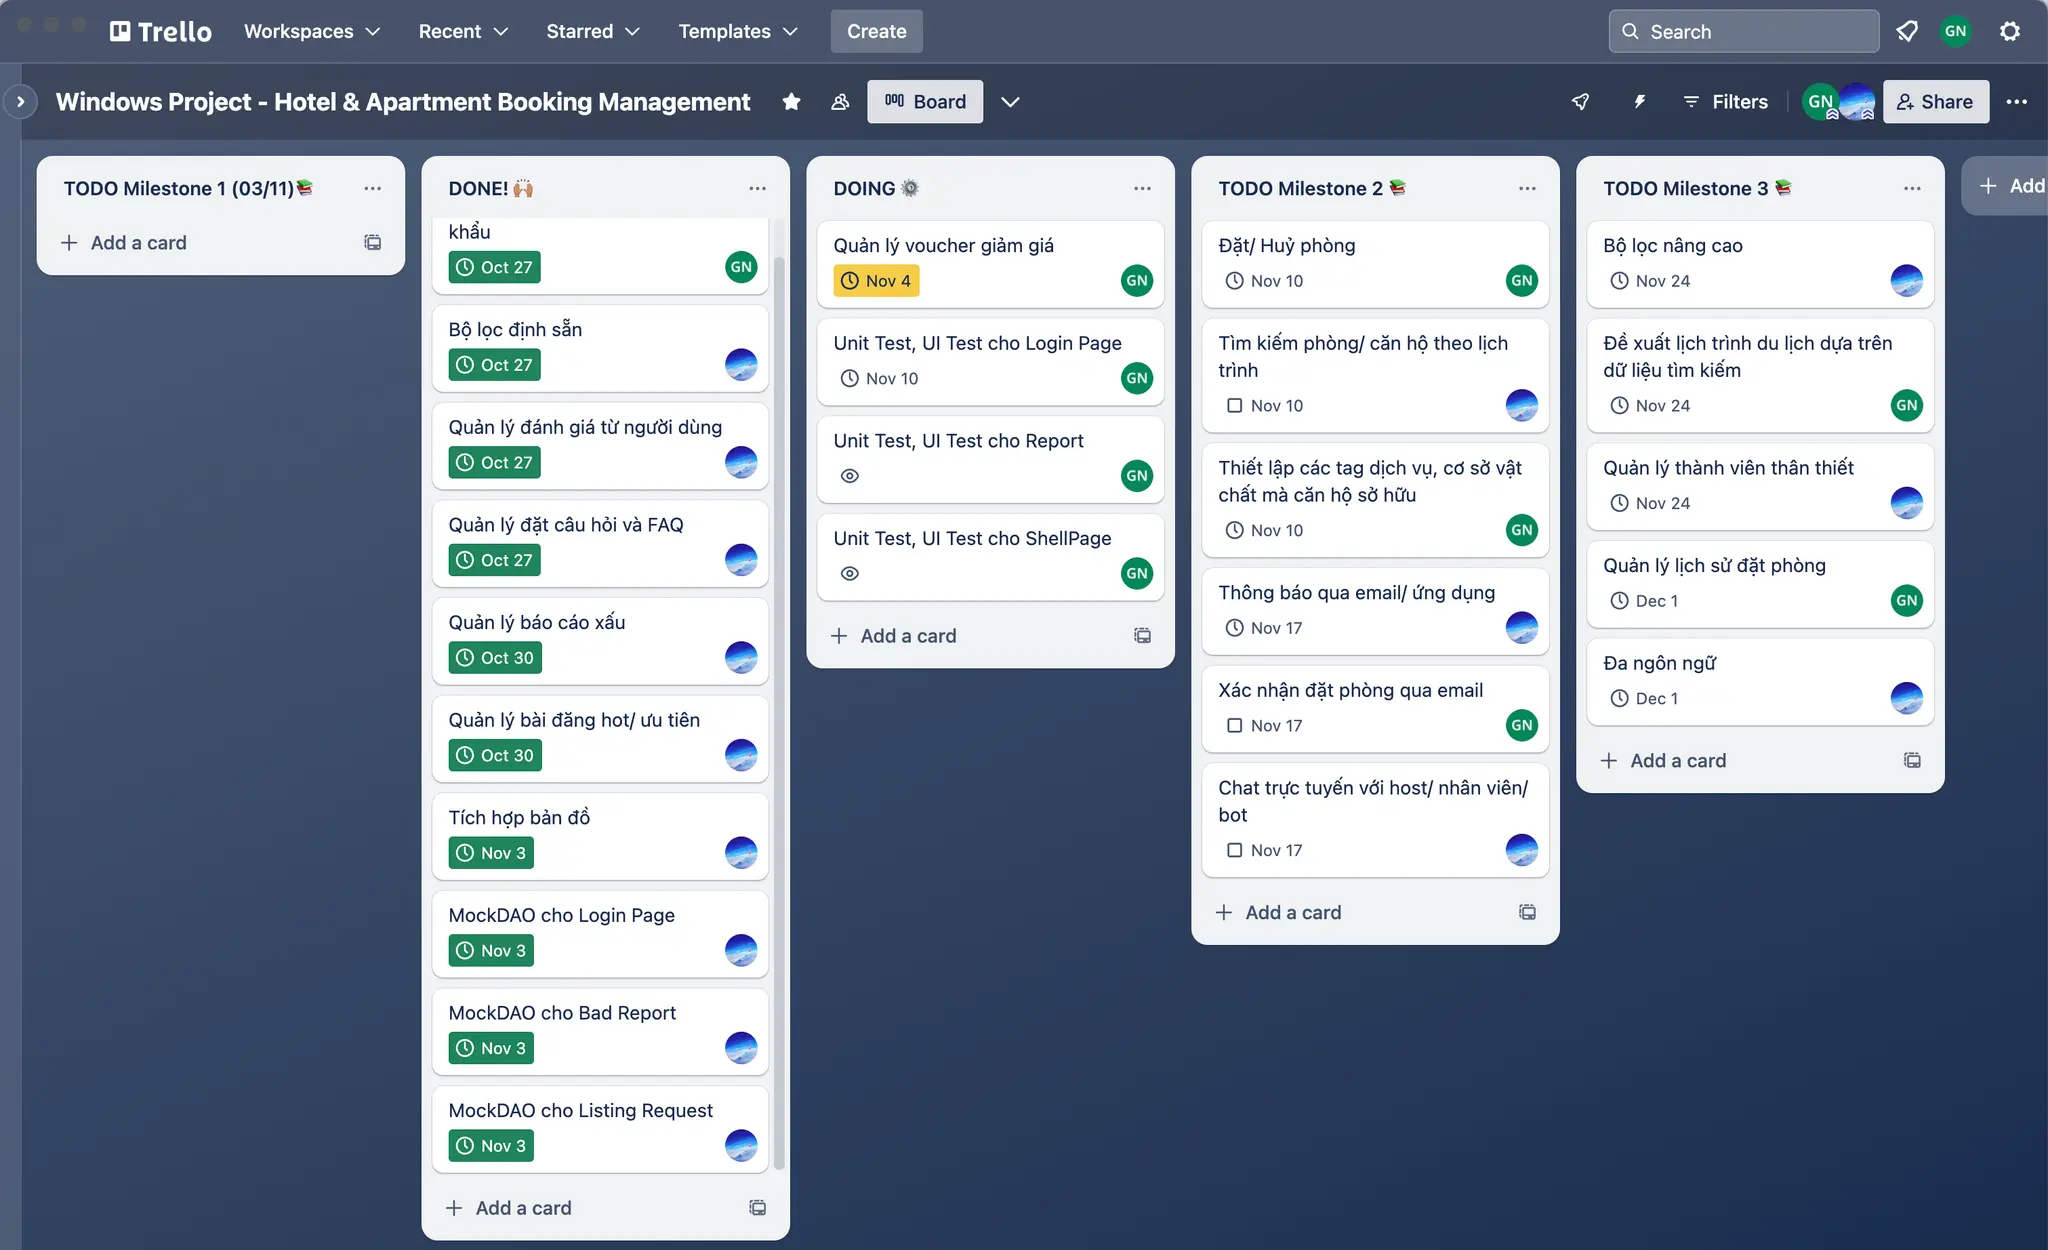 Trello
Workspaces
Recent
Starred
Templates
Create
Search
GN
Windows Project - Hotel & Apartment Booking Management
Board
Filters
GN
Share
TODO Milestone 1 (03/11)📚
Add a card
DONE!🙌🏽
khẩu
Oct 27
GN
Bộ lọc định sẵn
Oct 27
Quản lý đánh giá từ người dùng
Oct 27
Quản lý đặt câu hỏi và FAQ
Oct 27
Quản lý báo cáo xấu
Oct 30
Quản lý bài đăng hot/ ưu tiên
Oct 30
Tích hợp bản đồ
Nov 3
MockDAO cho Login Page
Nov 3
MockDAO cho Bad Report
Nov 3
MockDAO cho Listing Request
Nov 3
Add a card
DOING ⚙️
Quản lý voucher giảm giá
Nov 4
GN
Unit Test, UI Test cho Login Page
Nov 10
GN
Unit Test, UI Test cho Report
GN
Unit Test, UI Test cho ShellPage
GN
Add a card
TODO Milestone 2 📚
Đặt/ Huỷ phòng
Nov 10
GN
Tìm kiếm phòng/ căn hộ theo lịch
trình
Nov 10
Thiết lập các tag dịch vụ, cơ sở vật
chất mà căn hộ sở hữu
Nov 10
GN
Thông báo qua email/ ứng dụng
Nov 17
Xác nhận đặt phòng qua email
Nov 17
GN
Chat trực tuyến với host/ nhân viên/
bot
Nov 17
Add a card
TODO Milestone 3 📚
Bộ lọc nâng cao
Nov 24
Đề xuất lịch trình du lịch dựa trên
dữ liệu tìm kiếm
Nov 24
GN
Quản lý thành viên thân thiết
Nov 24
Quản lý lịch sử đặt phòng
Dec 1
GN
Đa ngôn ngữ
Dec 1
Add a card
Add